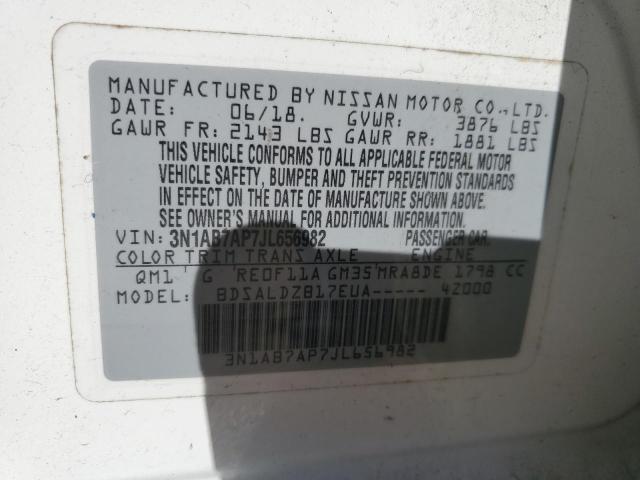 MANUFACTURED BY NISSAN MOTOR CO., LTD.
DATE: 06/18. GVWR: 3876 LBS
GAWR FR: 2143 LBS GAWR RR: 1881 LBS
THIS VEHICLE CONFORMS TO ALL APPLICABLE FEDERAL MOTOR
VEHICLE SAFETY, BUMPER AND THEFT PREVENTION STANDARDS
IN EFFECT ON THE DATE OF MANUFACTURE SHOWN ABOVE.
SEE OWNER'S MANUAL FOR ADDITIONAL INFORMATION
VIN: 3N1AB7AP7JL656982 PASSENGER CAR.
COLOR TRIM TRANS AXLE ENGINE
QM1 G RE0F11A GM35 MRA8DE 1798 CC
MODEL: BDSALDZB17EUA----- 42000
3N1AB7AP7JL656982